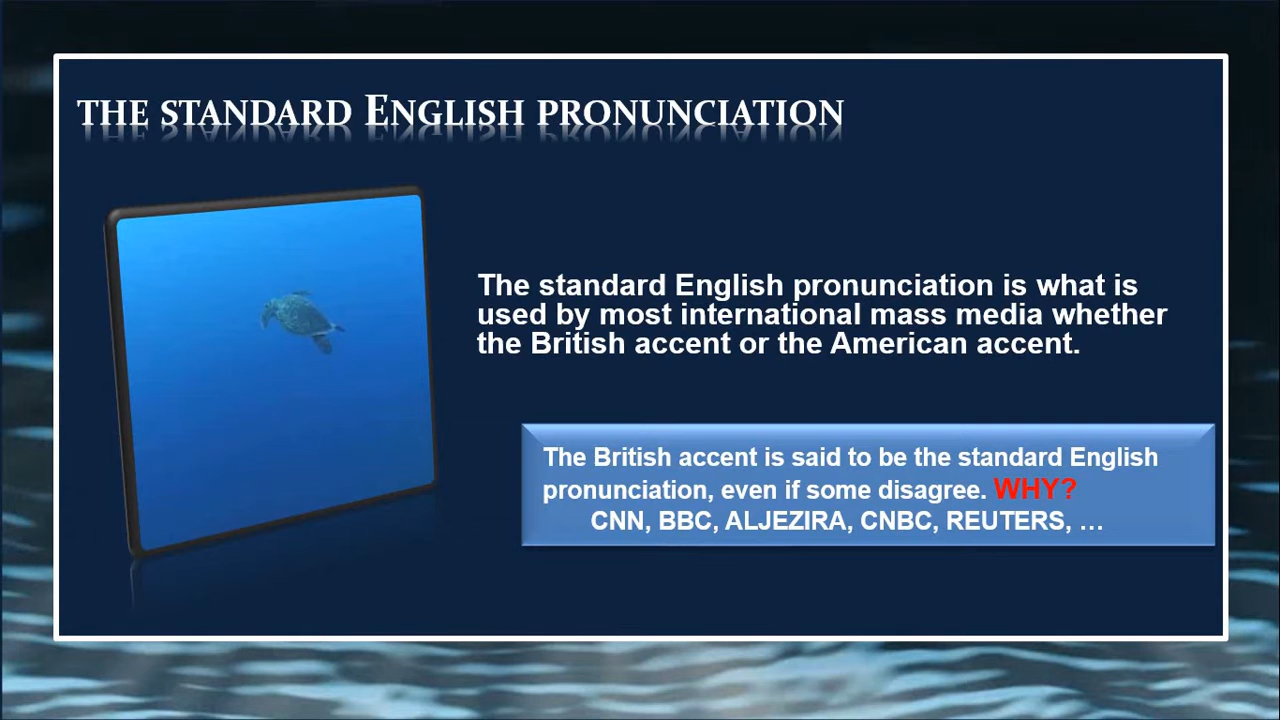 THE STANDARD ENGLISH PRONUNCIATION
The standard English pronunciation is what is
used by most international mass media whether
the British accent or the American accent.
The British accent is said to be the standard English
pronunciation, even if some disagree. WHY?
CNN, BBC, ALJEZIRA, CNBC, REUTERS, …